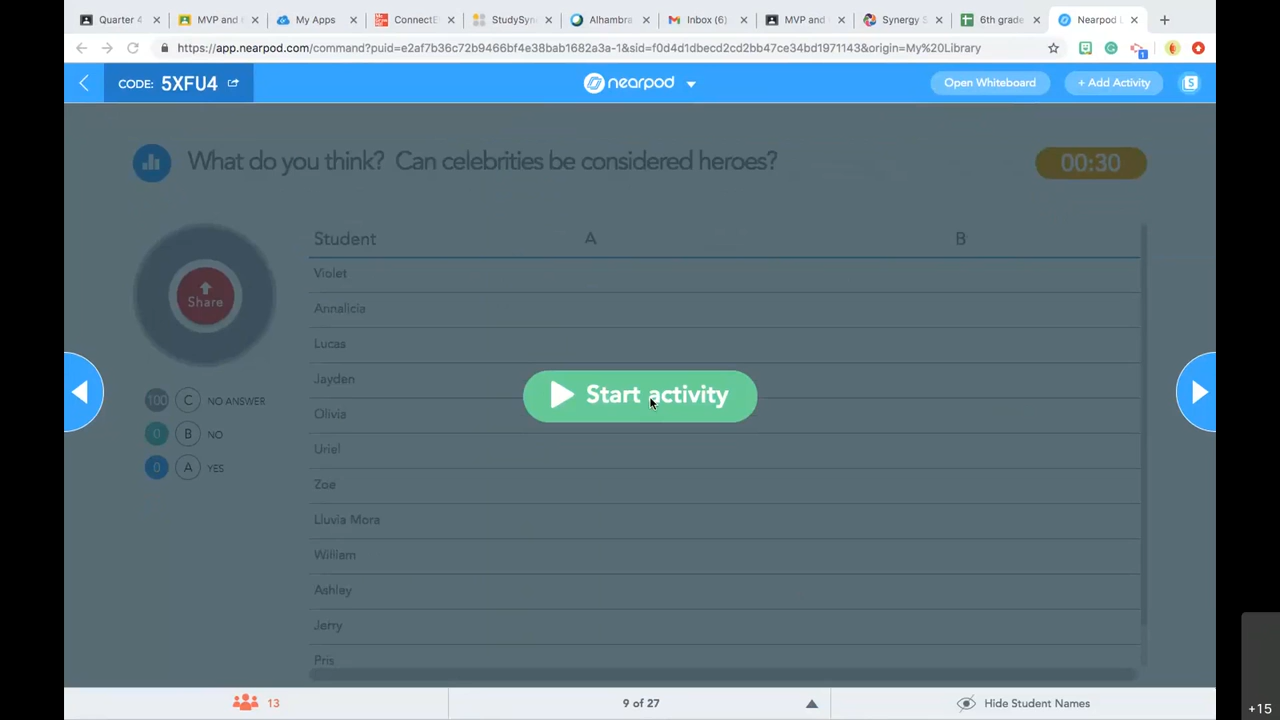 Quarter 4
MVP and
My Apps
ConnectE
StudySyn
Alhambra
Inbox (6)
MVP and
Synergy S
6th grade
Nearpod L
https://app.nearpod.com/command?puid=e2af7b36c72b9466bf4e38bab1682a3a-1&sid=f0d4d1dbecd2cd2bb47ce34bd1971143&origin=My%20Library
1
CODE: 5XFU4
nearpod
Open Whiteboard
+ Add Activity
S
What do you think? Can celebrities be considered heroes?
00:30
Share
100 C NO ANSWER
0 B NO
0 A YES
Student A B
Violet
Annalicia
Lucas
Jayden
Olivia
Uriel
Zoe
Lluvia Mora
Willem
Ashley
Jerry
Pris
Start activity
13
9 of 27
Hide Student Names
+15